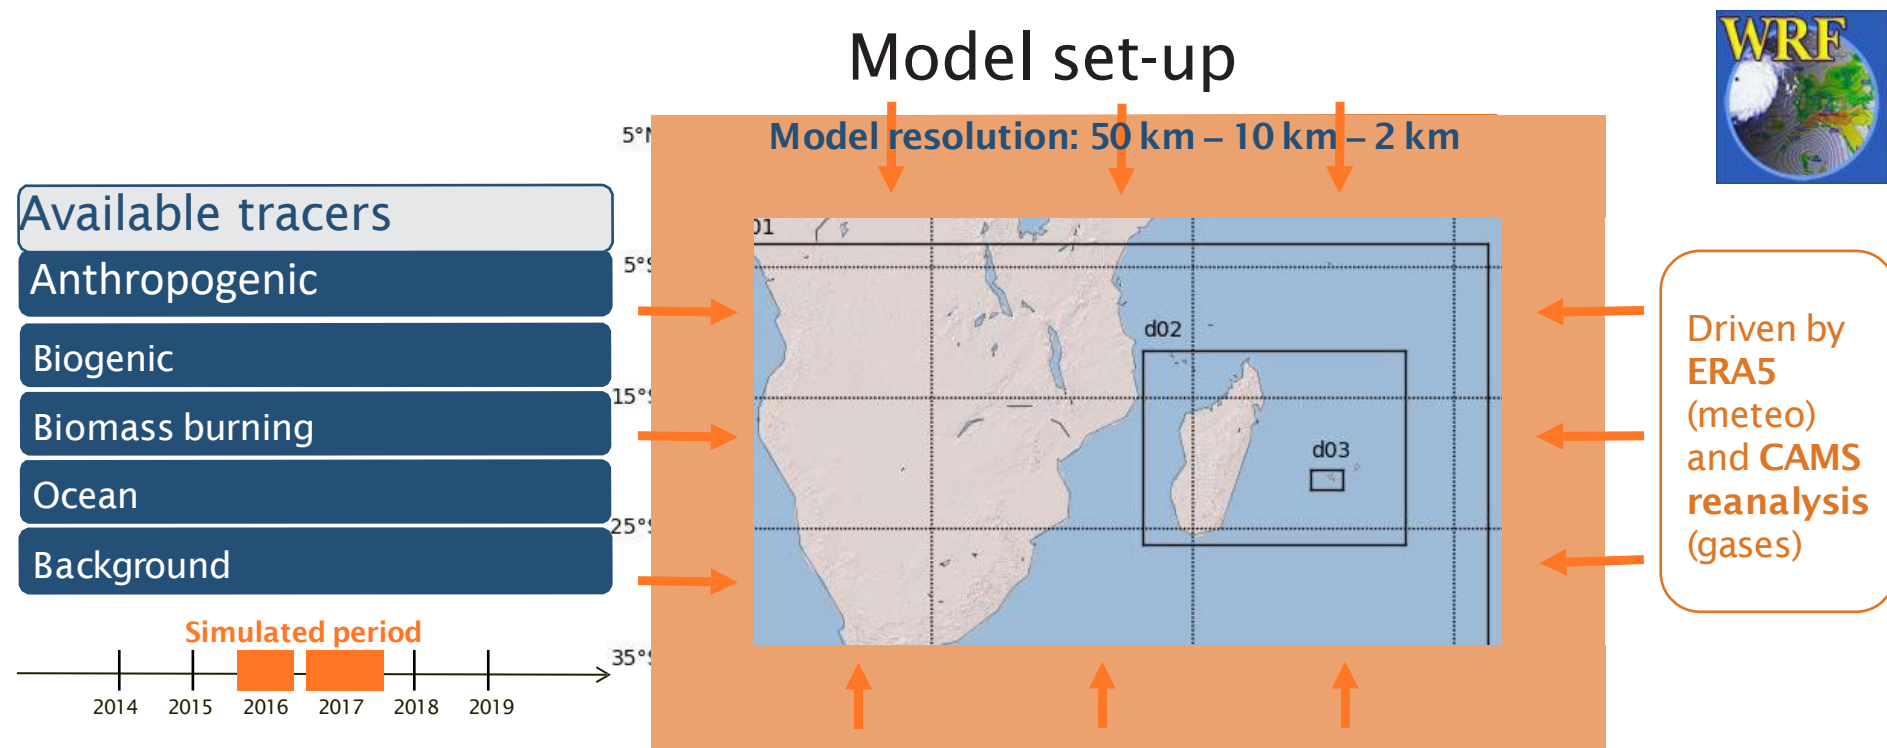 Model set-up
WRF
Model resolution: 50 km – 10 km – 2 km
Available tracers
Anthropogenic
Biogenic
Biomass burning
Ocean
Background
Simulated period
2014 2015 2016 2017 2018 2019
5°N
5°S
15°S
25°S
35°S
01
d02
d03
Driven by
ERA5
(meteo)
and CAMS
reanalysis
(gases)